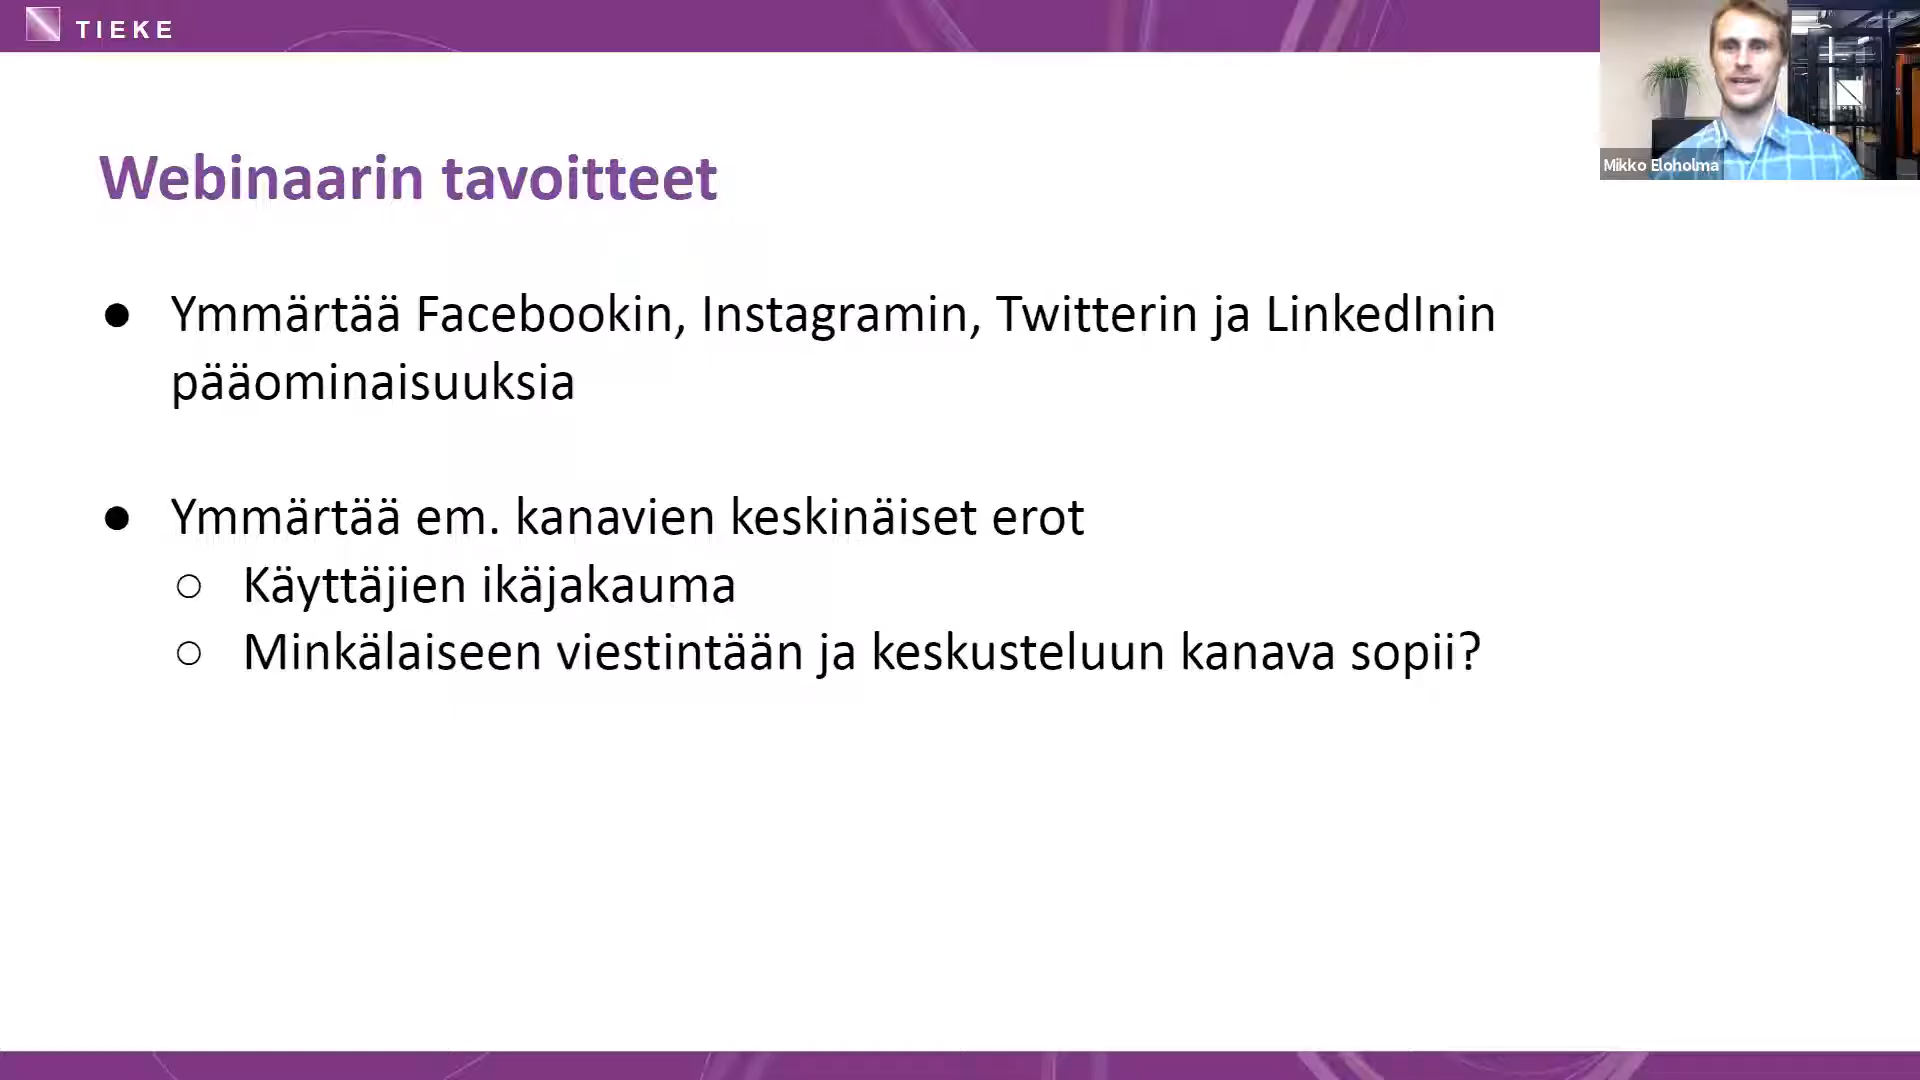 TIEKE
Mikko Eloholma
Webinaarin tavoitteet
● Ymmärtää Facebookin, Instagramin, Twitterin ja LinkedInin
pääominaisuuksia
● Ymmärtää em. kanavien keskinäiset erot
○ Käyttäjien ikäjakauma
○ Minkälaiseen viestintään ja keskusteluun kanava sopii?